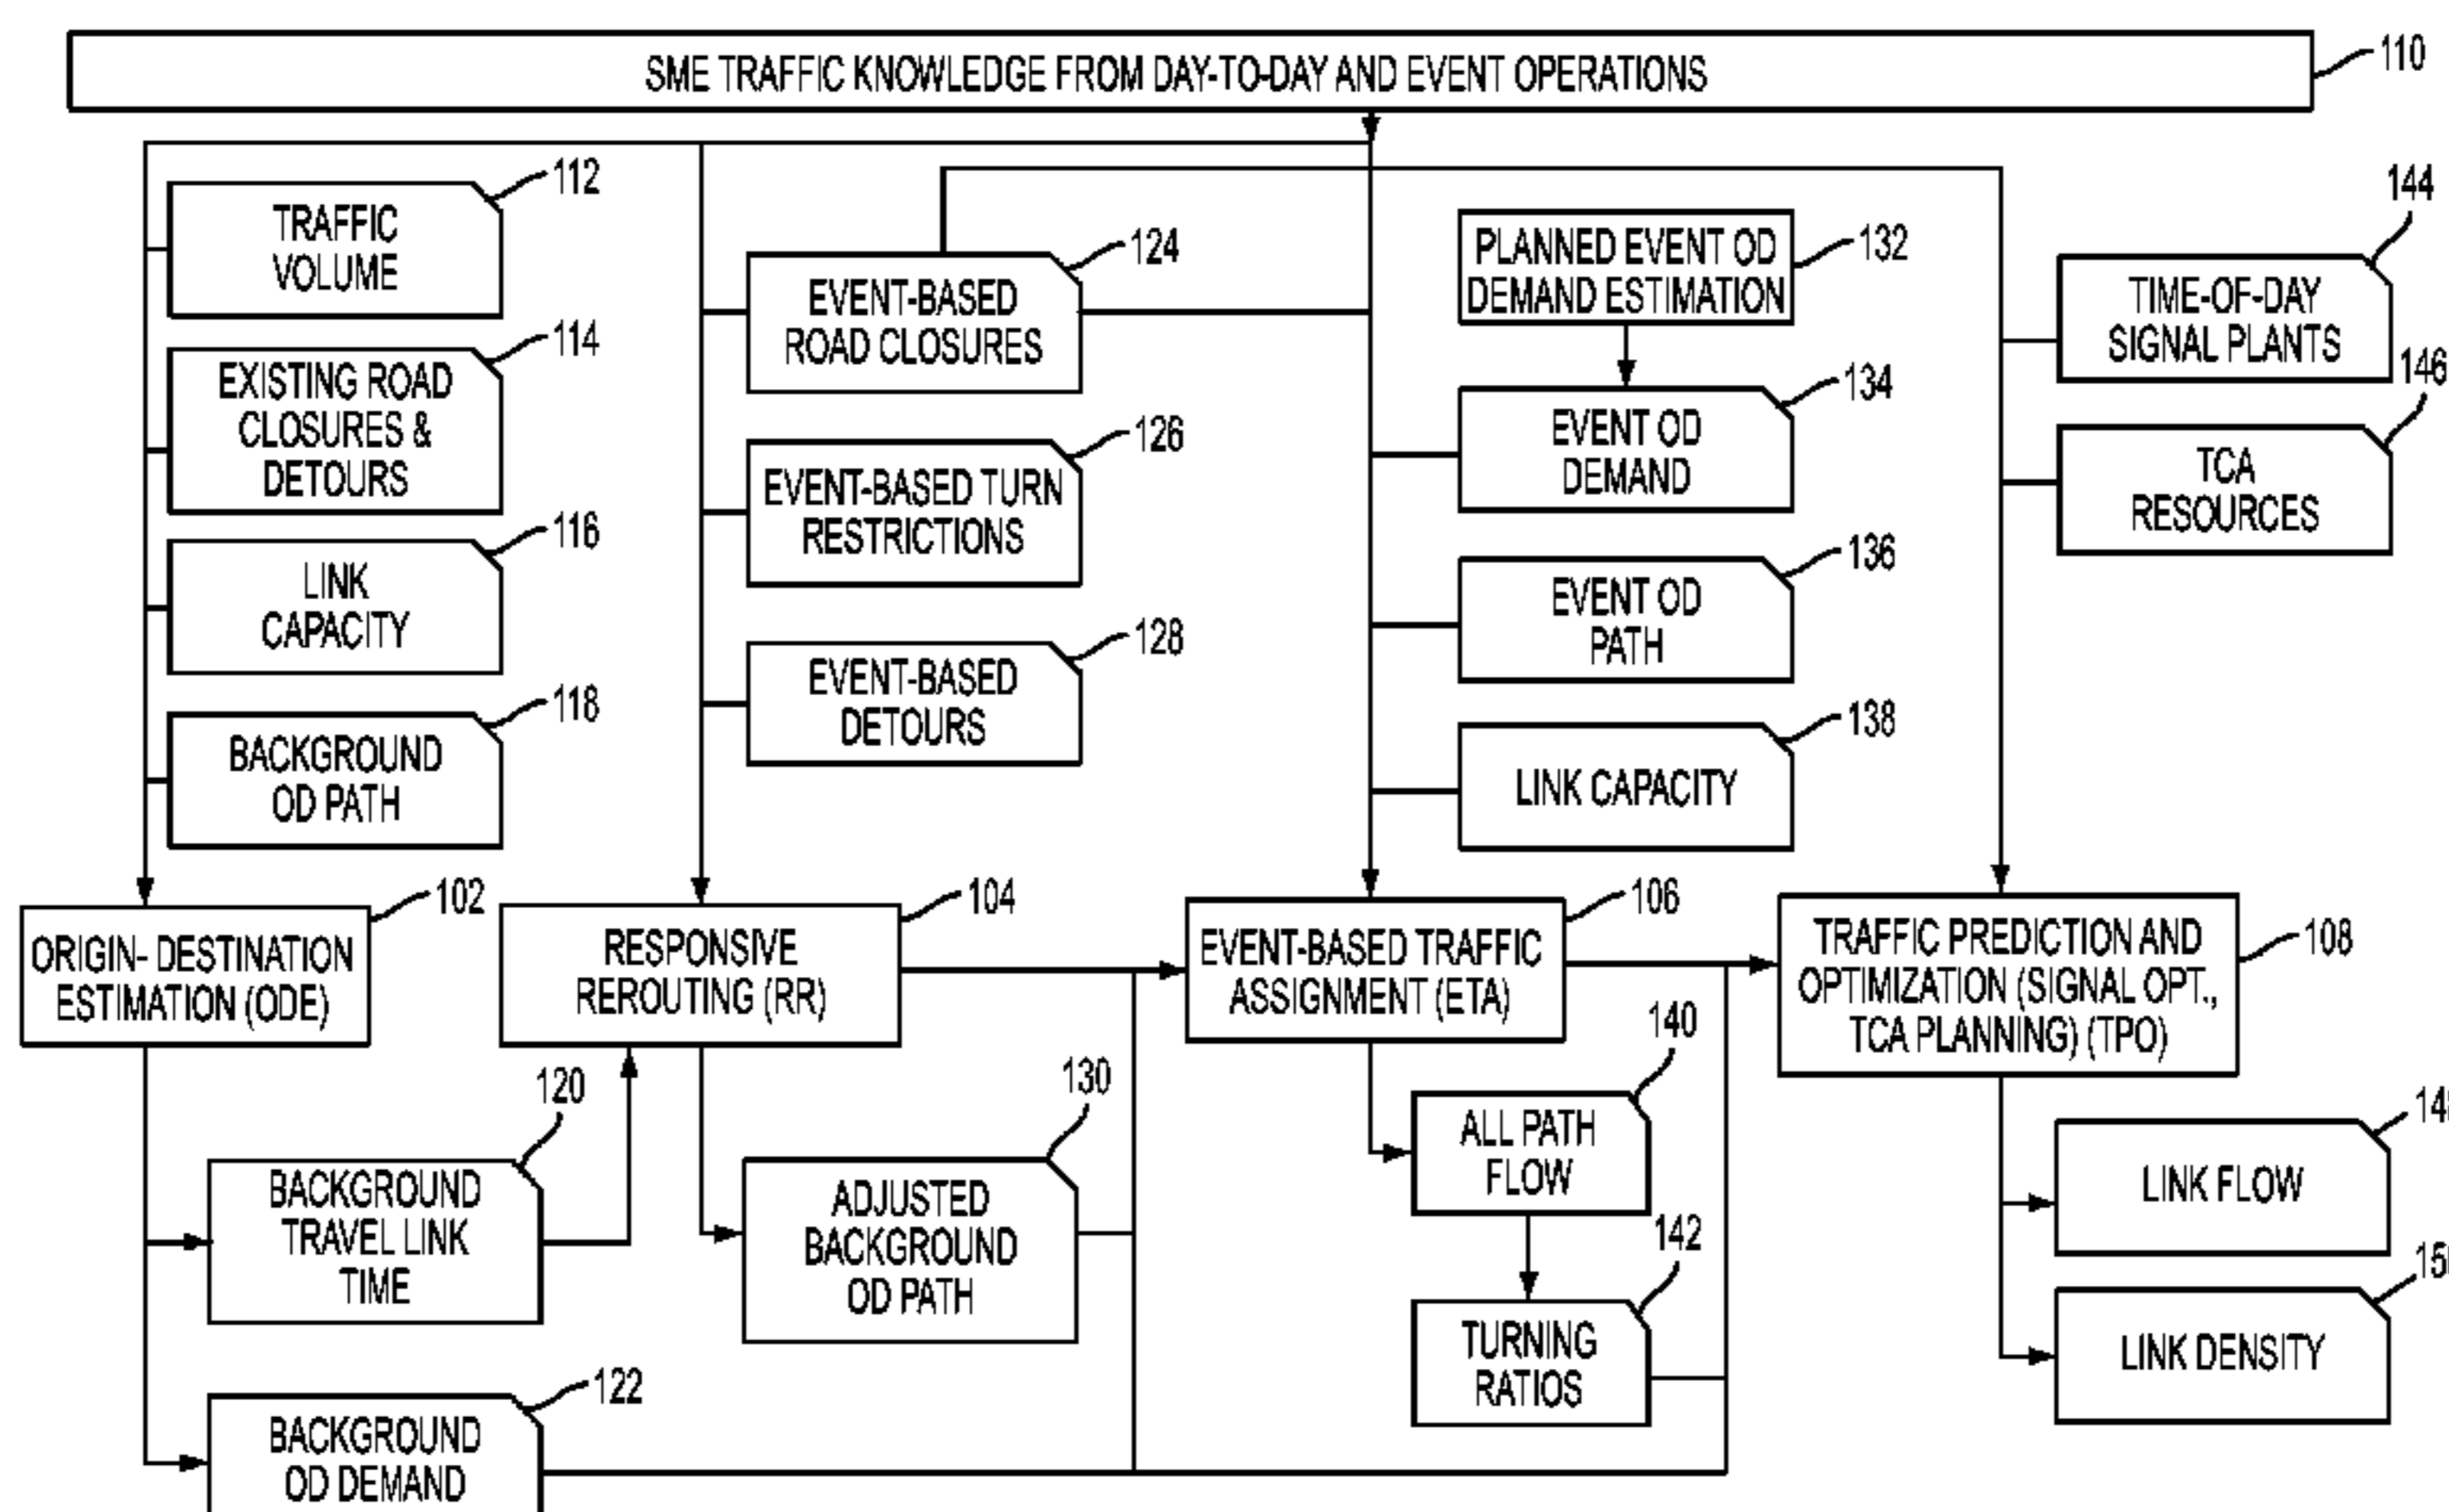 SME TRAFFIC KNOWLEDGE FROM DAY-TO-DAY AND EVENT OPERATIONS
110
TRAFFIC
VOLUME
112
EXISTING ROAD
CLOSURES &
DETOURS
114
LINK
CAPACITY
116
BACKGROUND
OD PATH
118
EVENT-BASED
ROAD CLOSURES
124
EVENT-BASED TURN
RESTRICTIONS
126
EVENT-BASED
DETOURS
128
PLANNED EVENT OD
DEMAND ESTIMATION
132
EVENT OD
DEMAND
134
EVENT OD
PATH
136
LINK CAPACITY
138
144
TIME-OF-DAY
SIGNAL PLANTS
146
TCA
RESOURCES
ORIGIN- DESTINATION
ESTIMATION (ODE)
102
RESPONSIVE
REROUTING (RR)
104
EVENT-BASED TRAFFIC
ASSIGNMENT (ETA)
106
TRAFFIC PREDICTION AND
OPTIMIZATION (SIGNAL OPT.,
TCA PLANNING) (TPO)
108
120
BACKGROUND
TRAVEL LINK
TIME
122
BACKGROUND
OD DEMAND
130
ADJUSTED
BACKGROUND
OD PATH
140
ALL PATH
FLOW
142
TURNING
RATIOS
LINK FLOW
LINK DENSITY